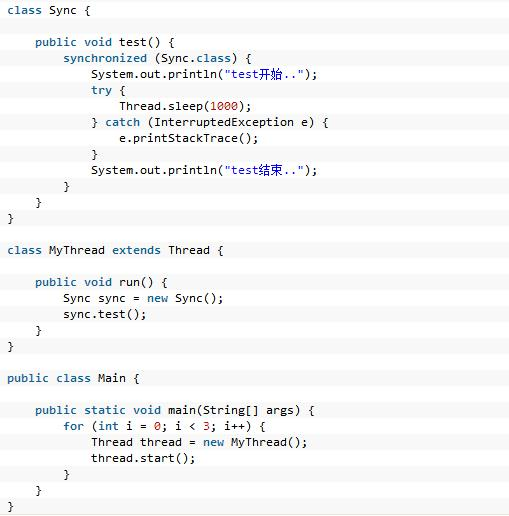 class Sync {
    public void test() {
        synchronized (Sync.class) {
            System.out.println("test开始..");
            try {
                Thread.sleep(1000);
            } catch (InterruptedException e) {
                e.printStackTrace();
            }
            System.out.println("test结束..");
        }
    }
}
class MyThread extends Thread {
    public void run() {
        Sync sync = new Sync();
        sync.test();
    }
}
public class Main {
    public static void main(String[] args) {
        for (int i = 0; i < 3; i++) {
            Thread thread = new MyThread();
            thread.start();
        }
    }
}